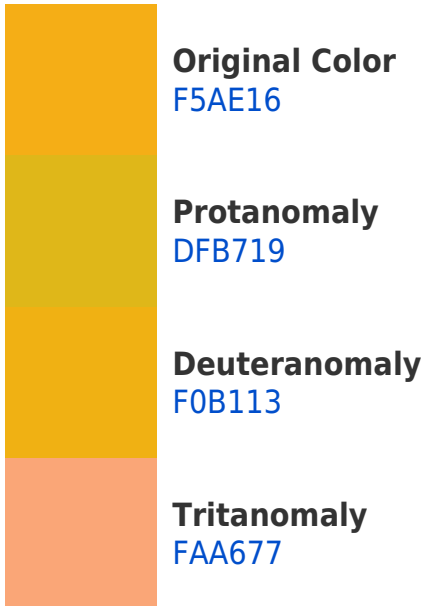 Original Color
F5AE16
Protanomaly
DFB719
Deuteranomaly
F0B113
Tritanomaly
FAA677